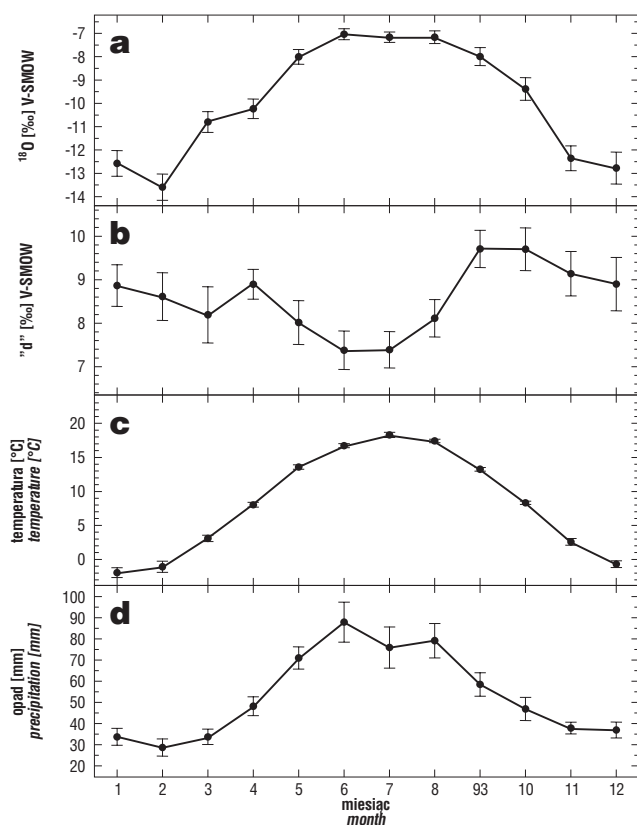 a
-7
-8
-9
-10
-11
-12
-13
-14
¹⁸O [‰] V-SMOW
b
10
9
8
7
"d" [‰] V-SMOW
c
20
15
10
5
0
temperatura [°C]
temperature [°C]
d
100
90
80
70
60
50
40
30
20
opad [mm]
precipitation [mm]
1 2 3 4 5 6 7 8 93 10 11 12
miesiąc
month